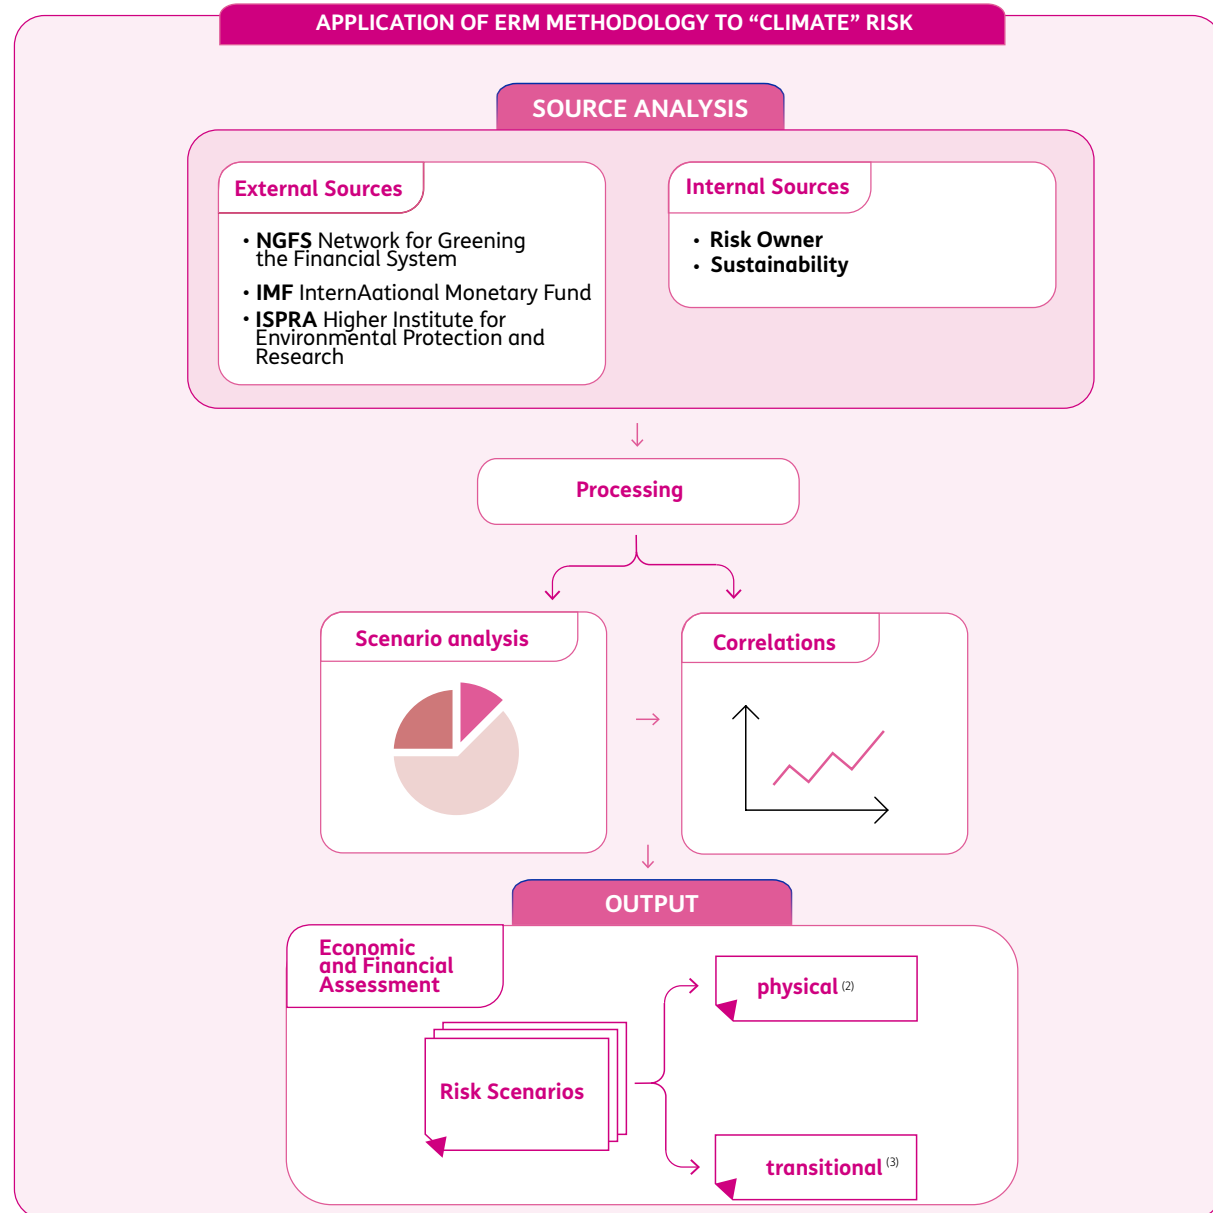 APPLICATION OF ERM METHODOLOGY TO “CLIMATE” RISK
SOURCE ANALYSIS
External Sources
• NGFS Network for Greening
the Financial System
• IMF InternAational Monetary Fund
• ISPRA Higher Institute for
Environmental Protection and
Research
Internal Sources
• Risk Owner
• Sustainability
Processing
Scenario analysis
Correlations
OUTPUT
Economic
and Financial
Assessment
Risk Scenarios
physical (2)
transitional (3)